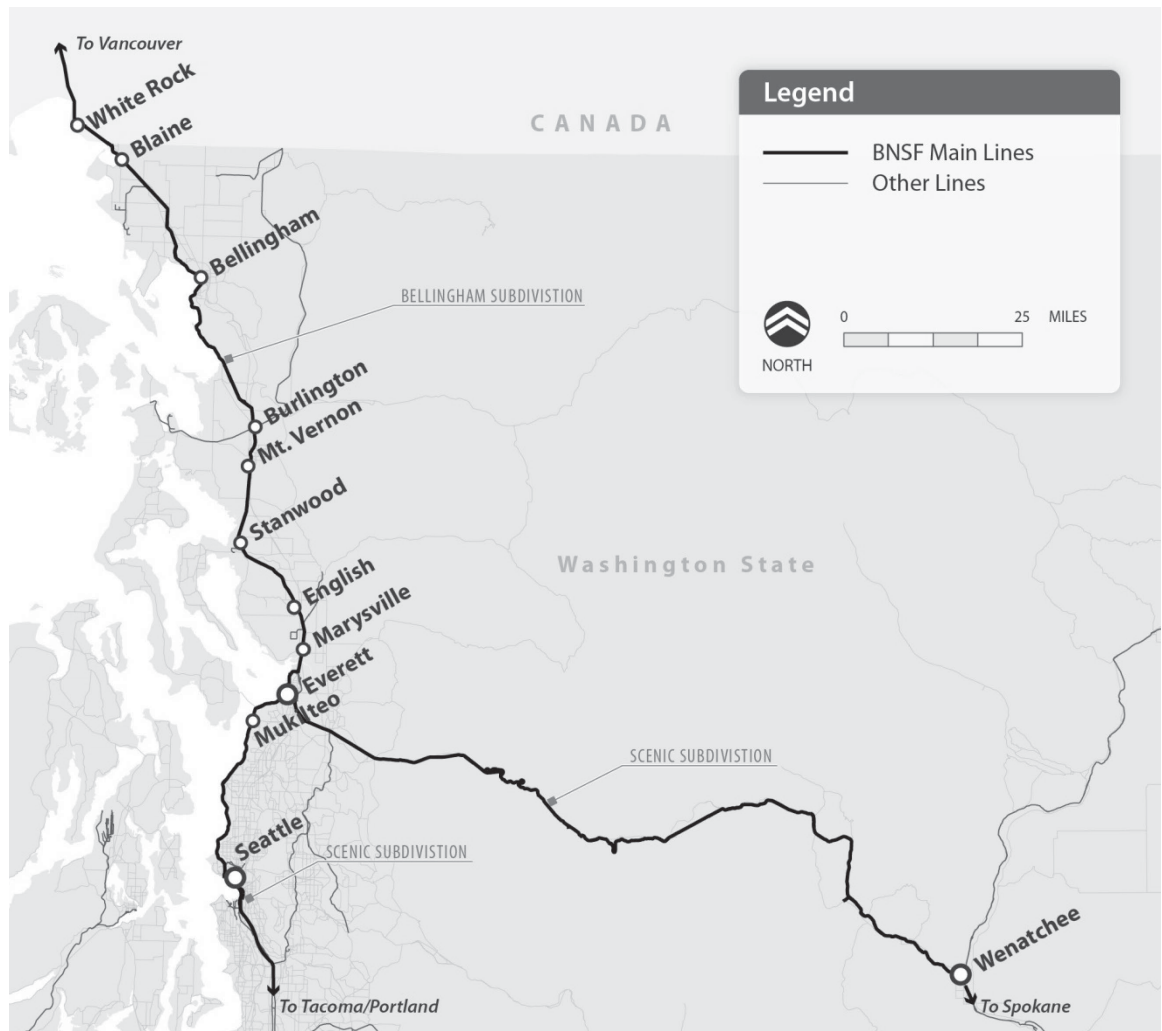 To Vancouver
White Rock
Blaine
CANADA
Legend
BNSF Main Lines
Other Lines
0 25 MILES
NORTH
Bellingham
BELLINGHAM SUBDIVISTION
Burlington
Mt. Vernon
Stanwood
English
Washington State
Marysville
Everett
Mukilteo
SCENIC SUBDIVISTION
Seattle
SCENIC SUBDIVISTION
Wenatchee
To Tacoma/Portland
To Spokane